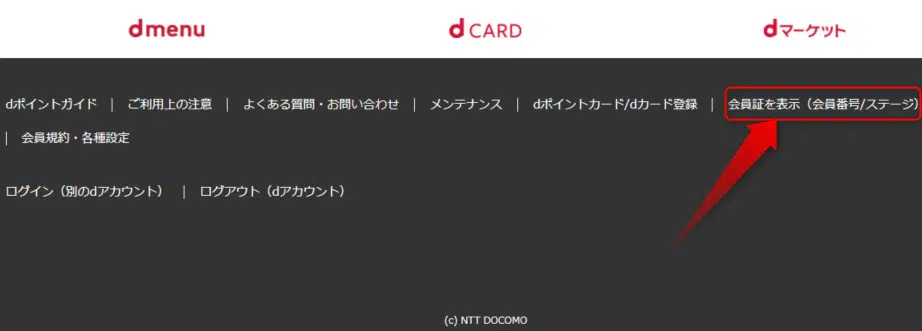 dmenu d CARD dマーケット
dポイントガイド | ご利用上の注意 | よくある質問・お問い合わせ | メンテナンス | dポイントカード/dカード登録 | 会員証を表示（会員番号/ステージ）
| 会員規約・各種設定
ログイン（別のdアカウント） | ログアウト（dアカウント）
(c) NTT DOCOMO